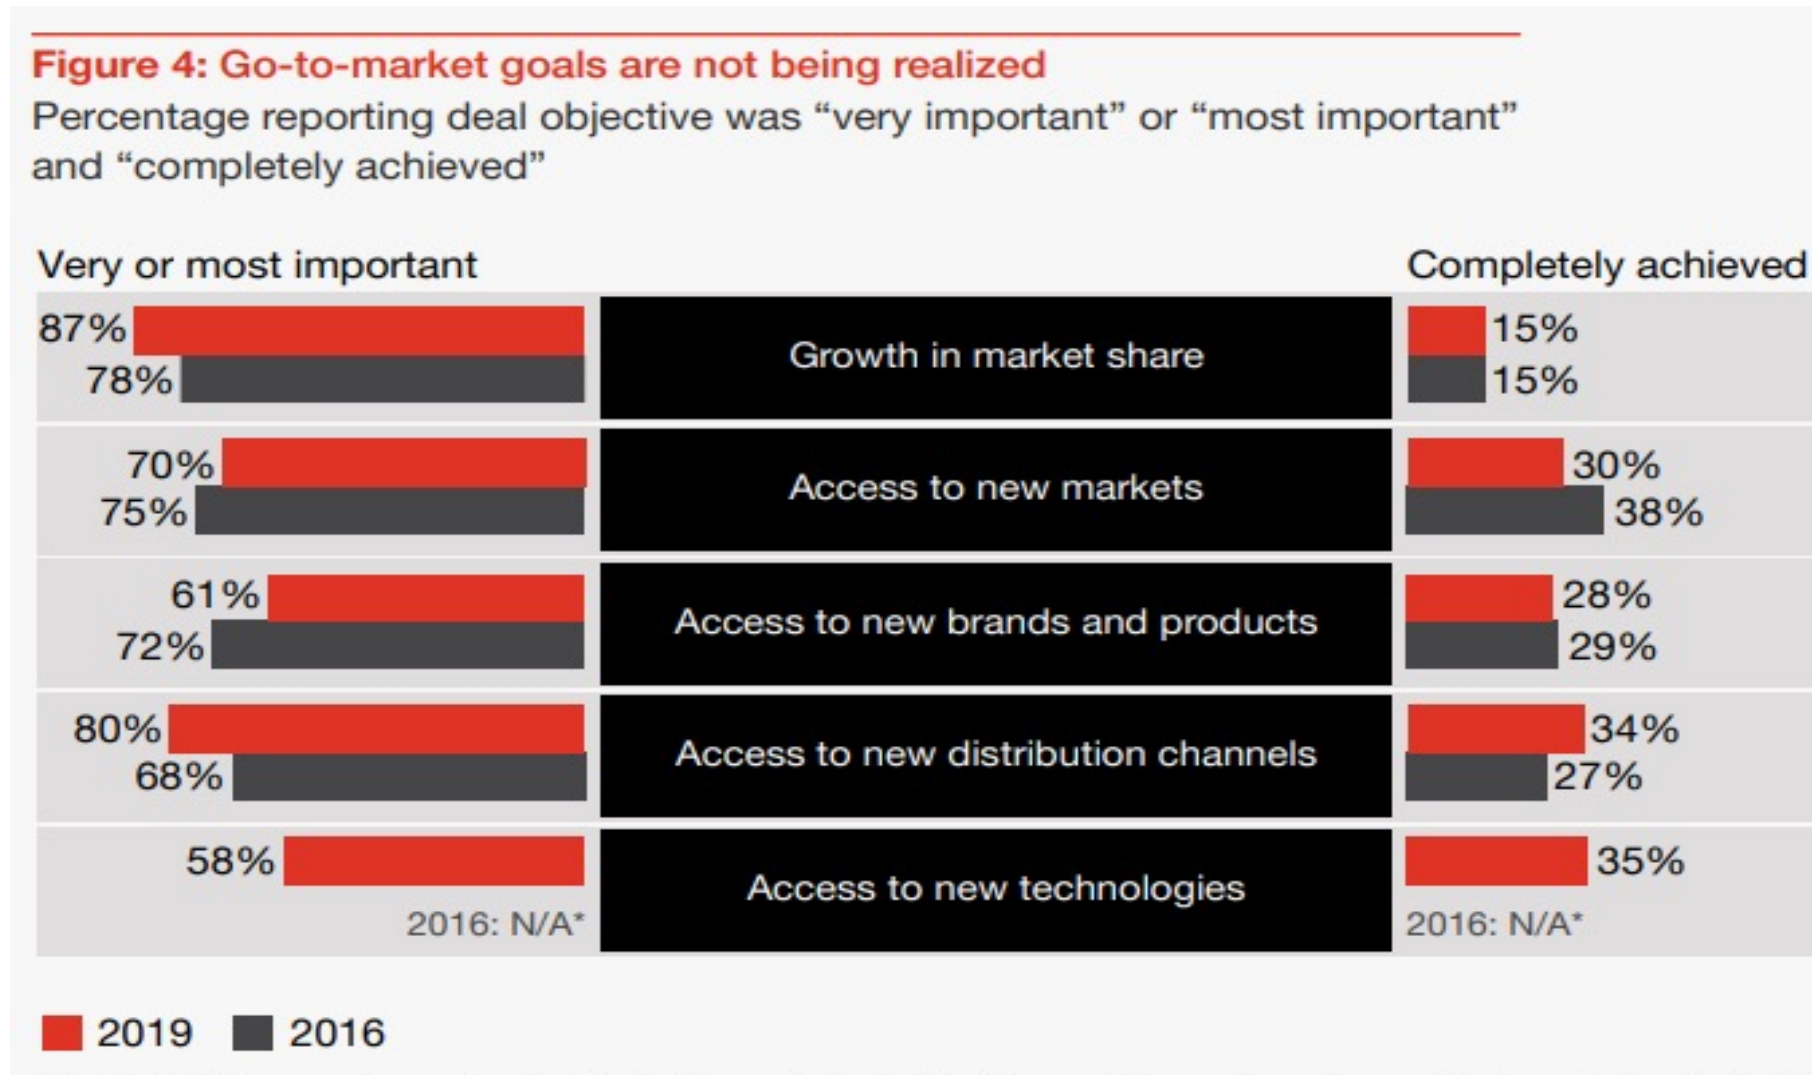 Figure 4: Go-to-market goals are not being realized
Percentage reporting deal objective was “very important” or “most important”
and “completely achieved”
Very or most important
Completely achieved
87%
78%
Growth in market share
15%
15%
70%
75%
Access to new markets
30%
38%
61%
72%
Access to new brands and products
28%
29%
80%
68%
Access to new distribution channels
34%
27%
58%
2016: N/A*
Access to new technologies
35%
2016: N/A*
2019
2016